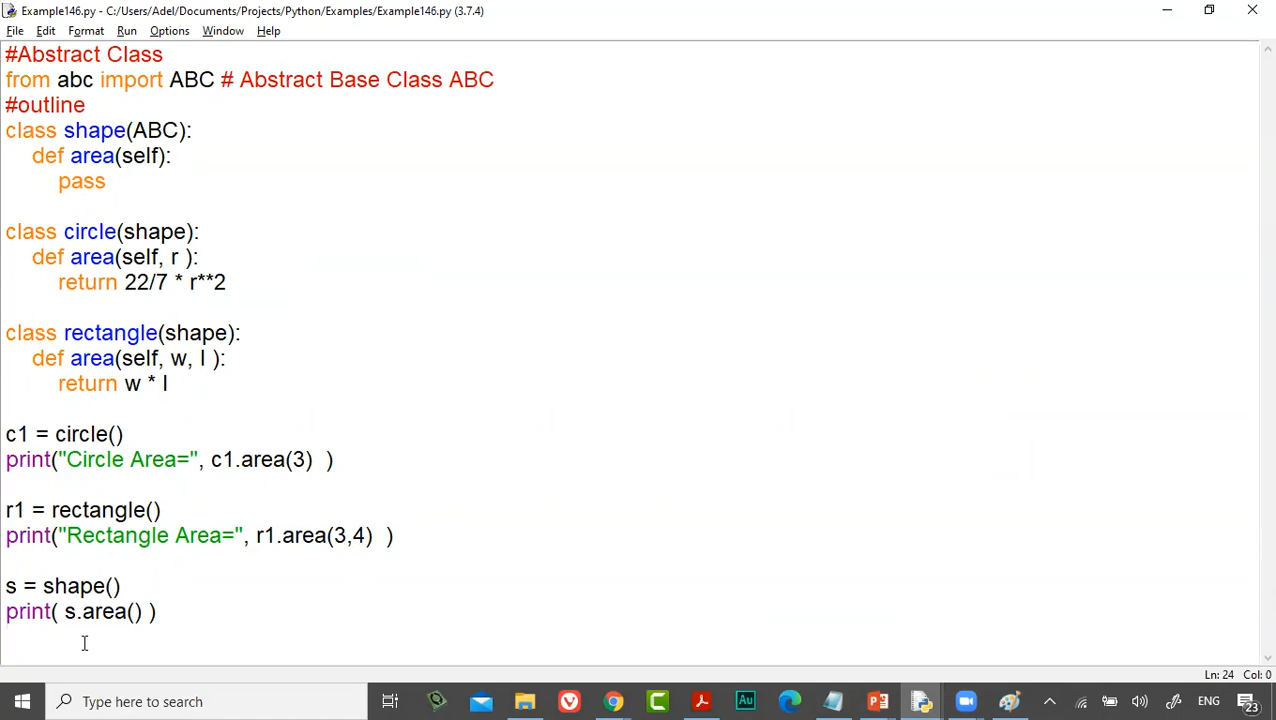 Example146.py - C:/Users/Adel/Documents/Projects/Python/Examples/Example146.py (3.7.4)
File Edit Format Run Options Window Help
#Abstract Class
from abc import ABC # Abstract Base Class ABC
#outline
class shape(ABC):
    def area(self):
        pass

class circle(shape):
    def area(self, r ):
        return 22/7 * r**2

class rectangle(shape):
    def area(self, w, l ):
        return w * l

c1 = circle()
print("Circle Area=", c1.area(3)  )

r1 = rectangle()
print("Rectangle Area=", r1.area(3,4)  )

s = shape()
print( s.area() )
Ln: 24 Col: 0
Type here to search
Au
ENG
23